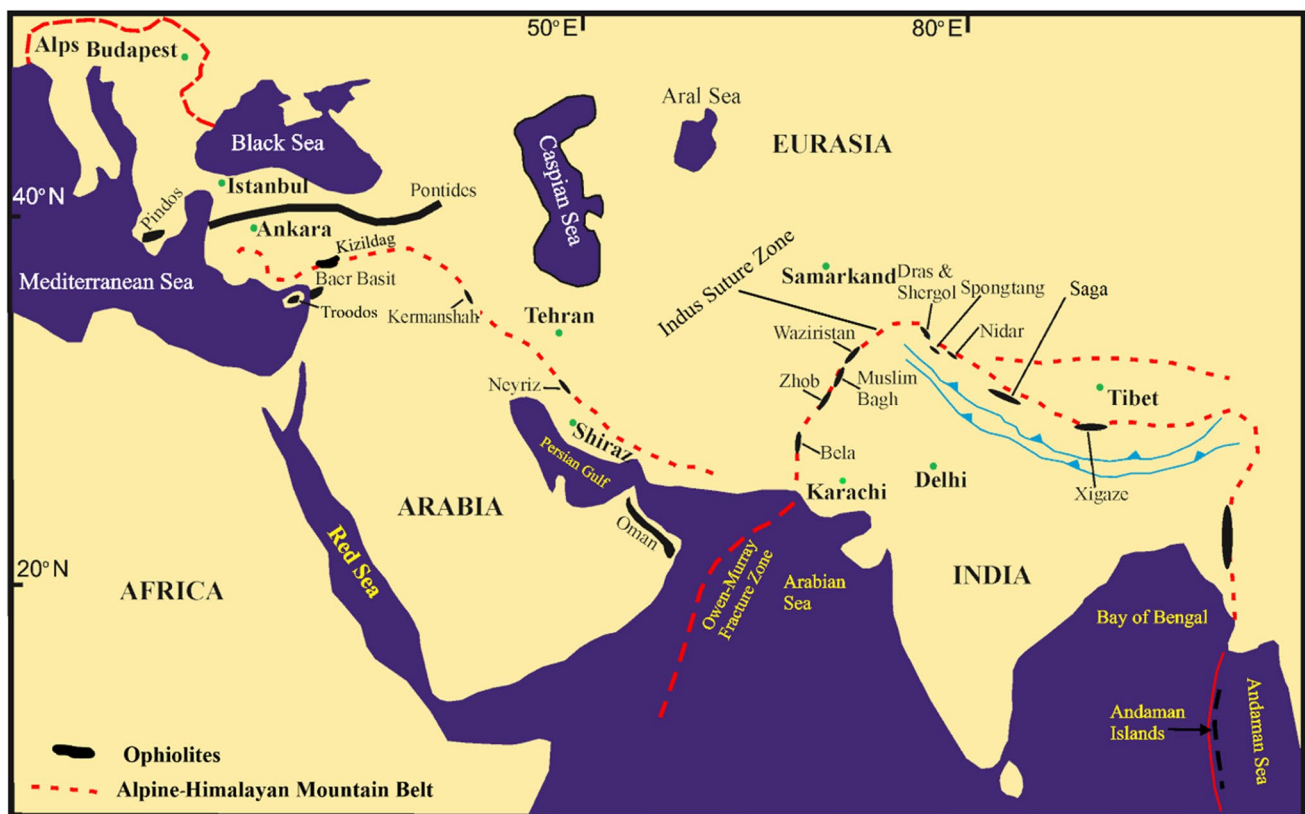 50°E
80°E
Alps
Budapest
Aral Sea
Black Sea
EURASIA
Caspian Sea
Istanbul
40°N
Pindos
Pontides
Ankara
Kizildag
Mediterranean Sea
Baer Basit
Troodos
Kermanshah
Tehran
Indus Suture Zone
Samarkand
Dras &
Shergol
Spongtang
Saga
Nidar
Waziristan
Zhob
Muslim
Bagh
Tibet
Neyriz
Shiraz
Persian Gulf
Bela
Karachi
Delhi
Xigaze
ARABIA
Oman
Red Sea
20°N
AFRICA
Owen-Murray
Fracture Zone
Arabian
Sea
INDIA
Bay of Bengal
Andaman
Islands
Andaman Sea
Ophiolites
Alpine-Himalayan Mountain Belt